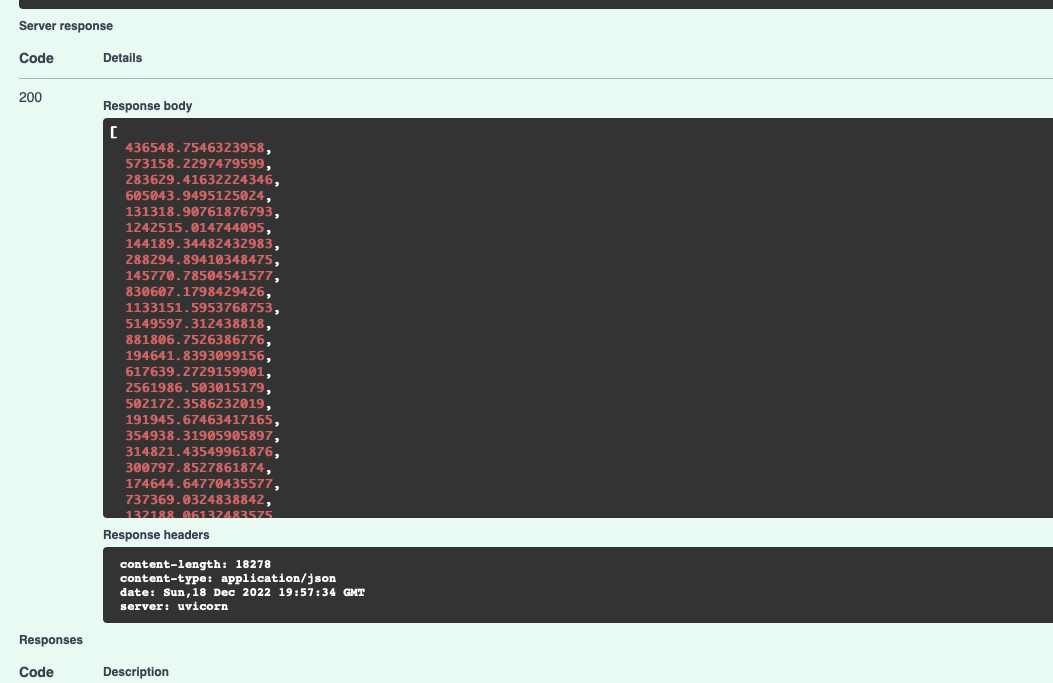 Server response
Code Details
200
Response body
[
436548.7546323958,
573158.2297479599,
283629.41632224346,
605043.9495125024,
131318.90761876793,
1242515.014744095,
144189.34482432983,
288294.89410348475,
145770.78504541577,
830607.1798429426,
1133151.5953768753,
5149597.312438818,
881806.7526386776,
194641.8393099156,
617639.2729159901,
2561986.503015179,
502172.3586232019,
191945.67463417165,
354938.31905905897,
314821.43549961876,
300797.8527861874,
174644.64770435577,
737369.0324838842,
132188.06132483575
Response headers
content-length: 18278
content-type: application/json
date: Sun,18 Dec 2022 19:57:34 GMT
server: uvicorn
Responses
Code Description